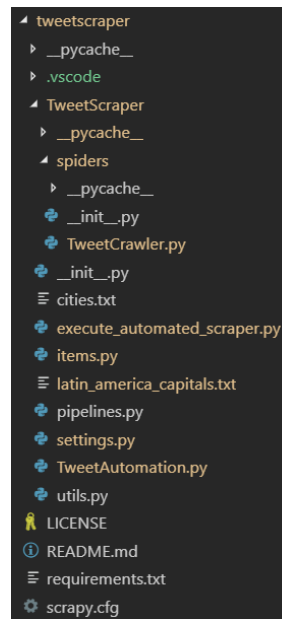 tweetscraper
__pycache__
.vscode
TweetScraper
__pycache__
spiders
__pycache__
__init__.py
TweetCrawler.py
__init__.py
cities.txt
execute_automated_scraper.py
items.py
latin_america_capitals.txt
pipelines.py
settings.py
TweetAutomation.py
utils.py
LICENSE
README.md
requirements.txt
scrapy.cfg